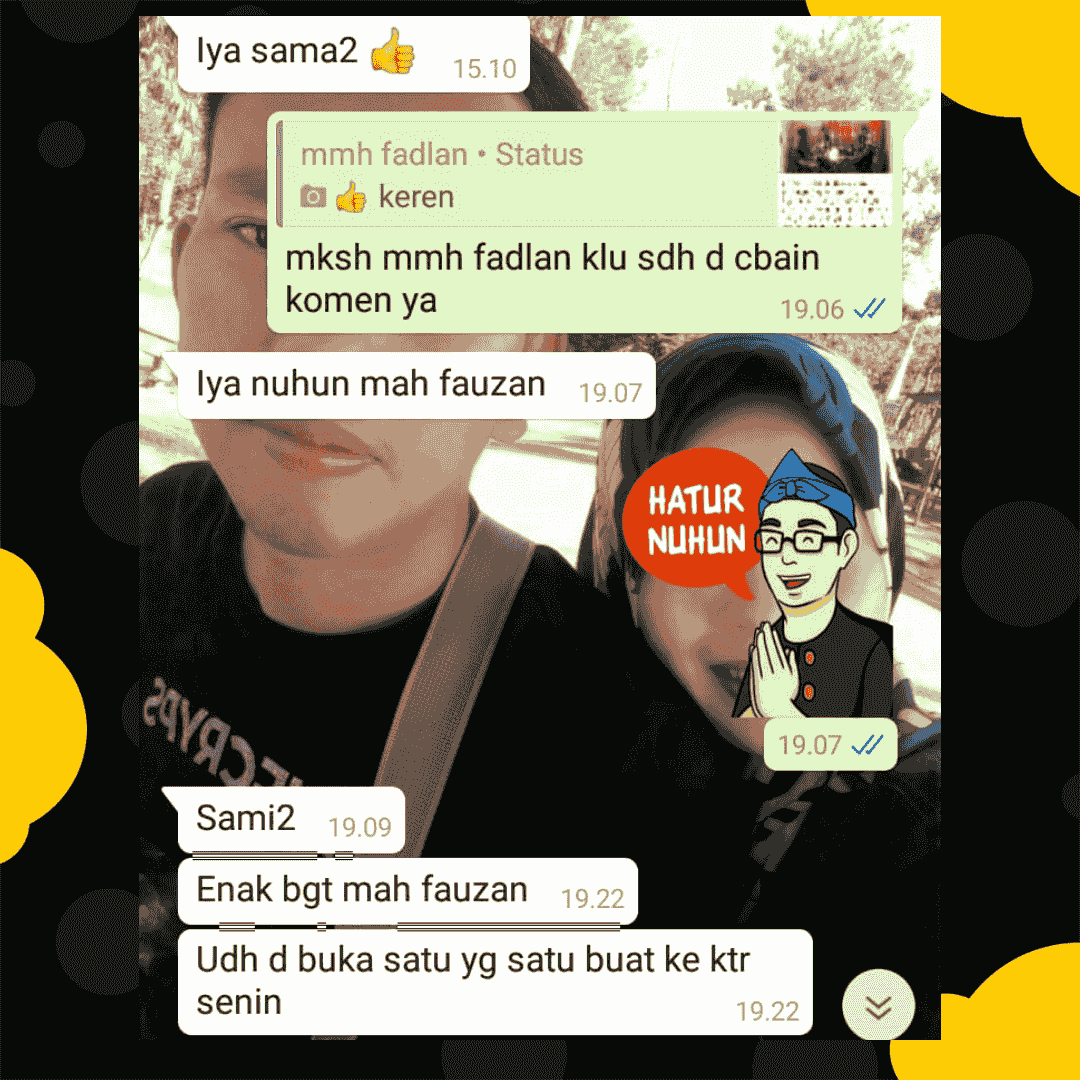 Iya sama2 👍
15.10
mmh fadlan • Status
👍 keren
mksh mmh fadlan klu sdh d cbain
komen ya
19.06
Iya nuhun mah fauzan
19.07
HATUR
NUHUN
19.07
Sami2
19.09
Enak bgt mah fauzan
19.22
Udh d buka satu yg satu buat ke ktr
senin
19.22